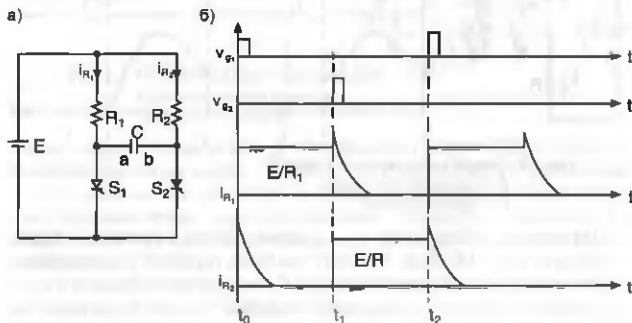 а)
б)
i_R1
i_R2
R1
R2
C
a
b
E
S1
S2
v_g1
t
v_g2
t
E/R1
i_R1
t
E/R
i_R2
t
t0
t1
t2